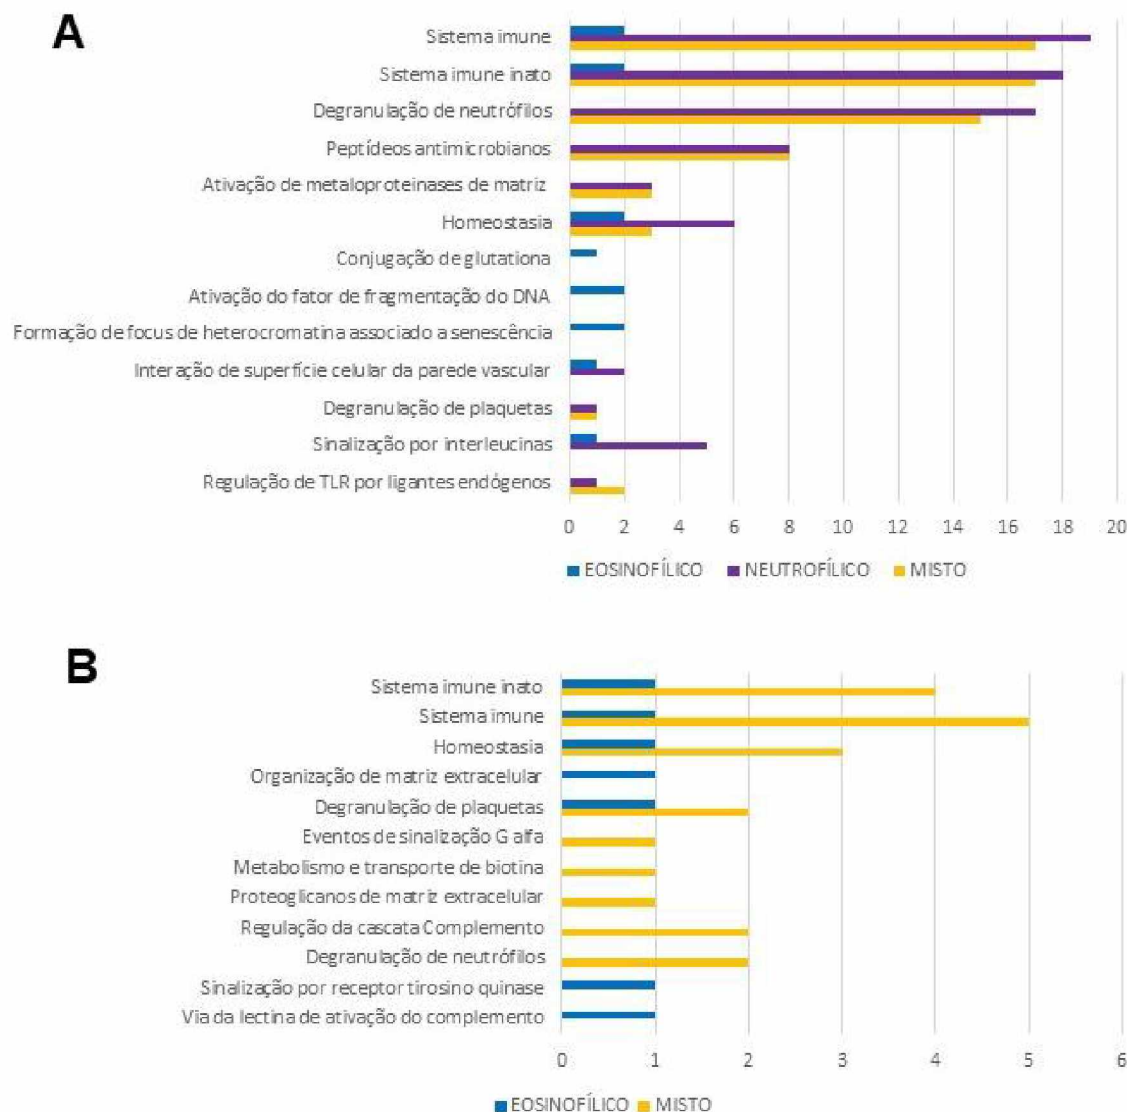 A
Sistema imune
Sistema imune inato
Degranulação de neutrófilos
Peptídeos antimicrobianos
Ativação de metaloproteinases de matriz
Homeostasia
Conjugação de glutationa
Ativação do fator de fragmentação do DNA
Formação de focus de heterocromatina associado a senescência
Interação de superfície celular da parede vascular
Degranulação de plaquetas
Sinalização por interleucinas
Regulação de TLR por ligantes endógenos
0 2 4 6 8 10 12 14 16 18 20
EOSINOFÍLICO NEUTROFÍLICO MISTO
B
Sistema imune inato
Sistema imune
Homeostasia
Organização de matriz extracelular
Degranulação de plaquetas
Eventos de sinalização G alfa
Metabolismo e transporte de biotina
Proteoglicanos de matriz extracelular
Regulação da cascata Complemento
Degranulação de neutrófilos
Sinalização por receptor tirosino quinase
Via da lectina de ativação do complemento
0 1 2 3 4 5 6
EOSINOFÍLICO MISTO